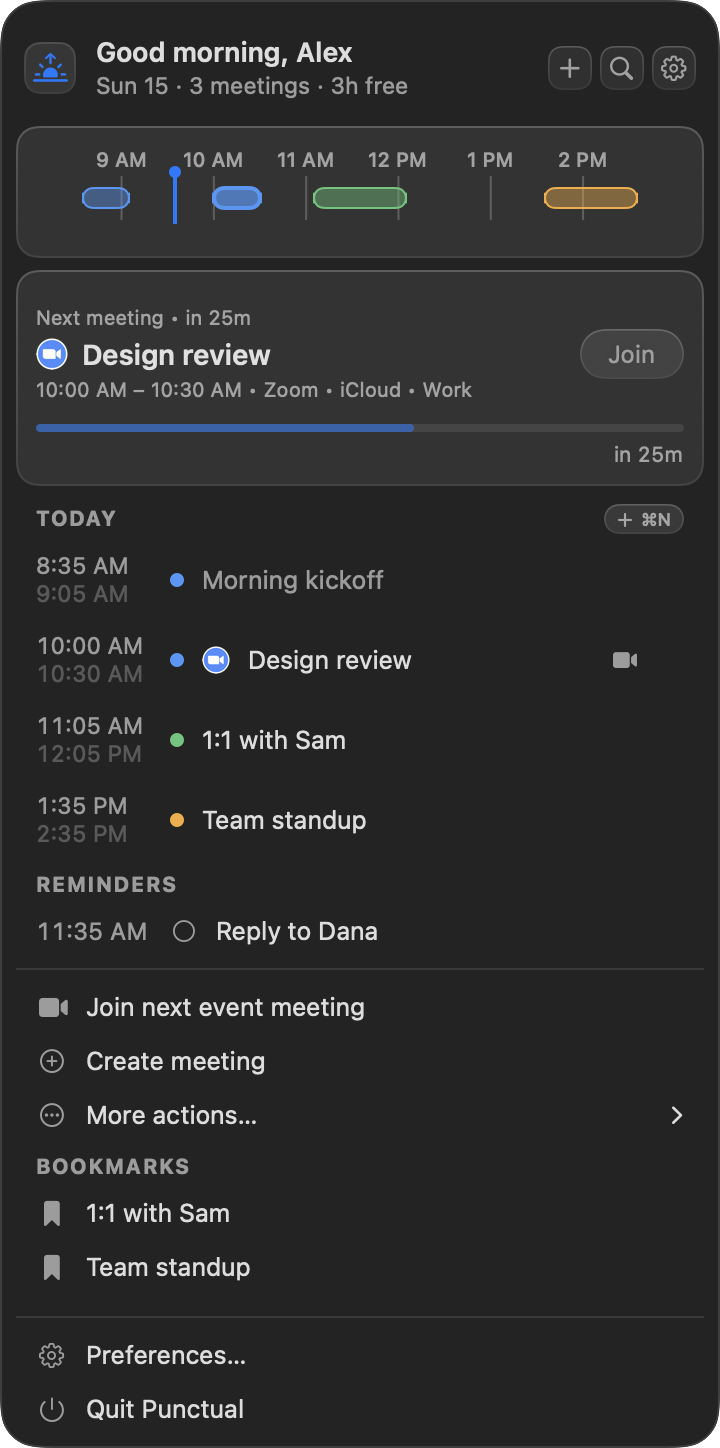 Good morning, Alex
Sun 15 · 3 meetings · 3h free
9 AM 10 AM 11 AM 12 PM 1 PM 2 PM
Next meeting • in 25m
Design review
Join
10:00 AM – 10:30 AM • Zoom • iCloud • Work
in 25m
TODAY
+ ⌘N
8:35 AM
9:05 AM
Morning kickoff
10:00 AM
10:30 AM
Design review
11:05 AM
12:05 PM
1:1 with Sam
1:35 PM
2:35 PM
Team standup
REMINDERS
11:35 AM Reply to Dana
Join next event meeting
Create meeting
More actions...
BOOKMARKS
1:1 with Sam
Team standup
Preferences...
Quit Punctual